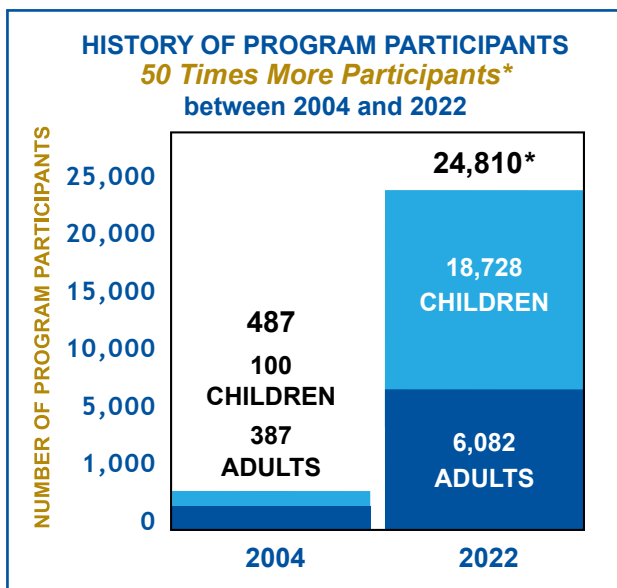 HISTORY OF PROGRAM PARTICIPANTS
50 Times More Participants*
between 2004 and 2022
NUMBER OF PROGRAM PARTICIPANTS
25,000
20,000
15,000
10,000
5,000
1,000
0
487
100
CHILDREN
387
ADULTS
24,810*
18,728
CHILDREN
6,082
ADULTS
2004
2022